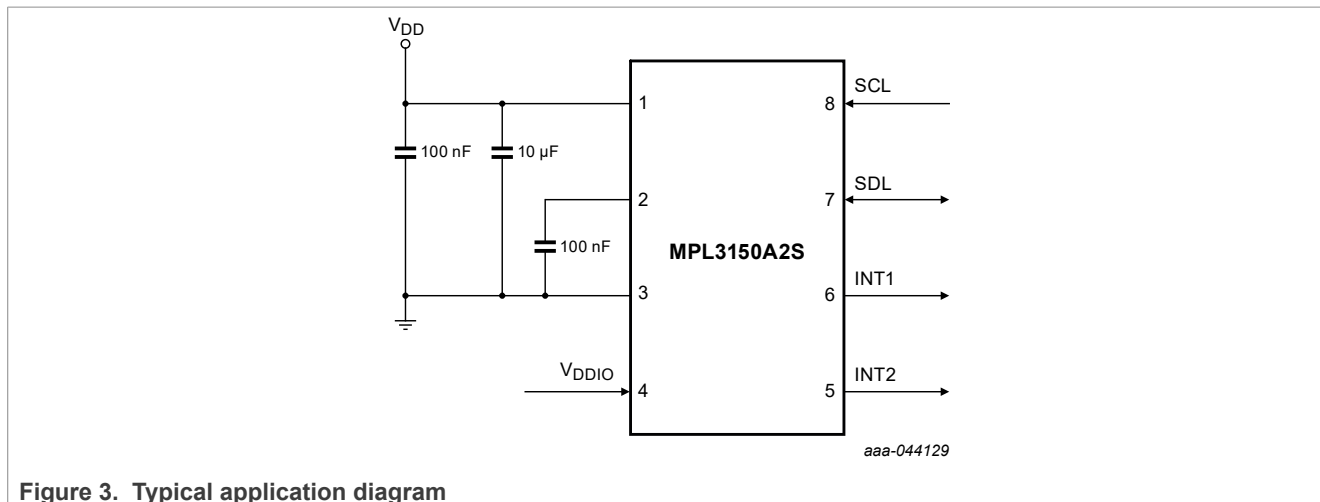 VDD
1
8
SCL
100 nF
10 µF
2
7
SDL
100 nF
MPL3150A2S
3
6
INT1
VDDIO
4
5
INT2
aaa-044129
Figure 3. Typical application diagram